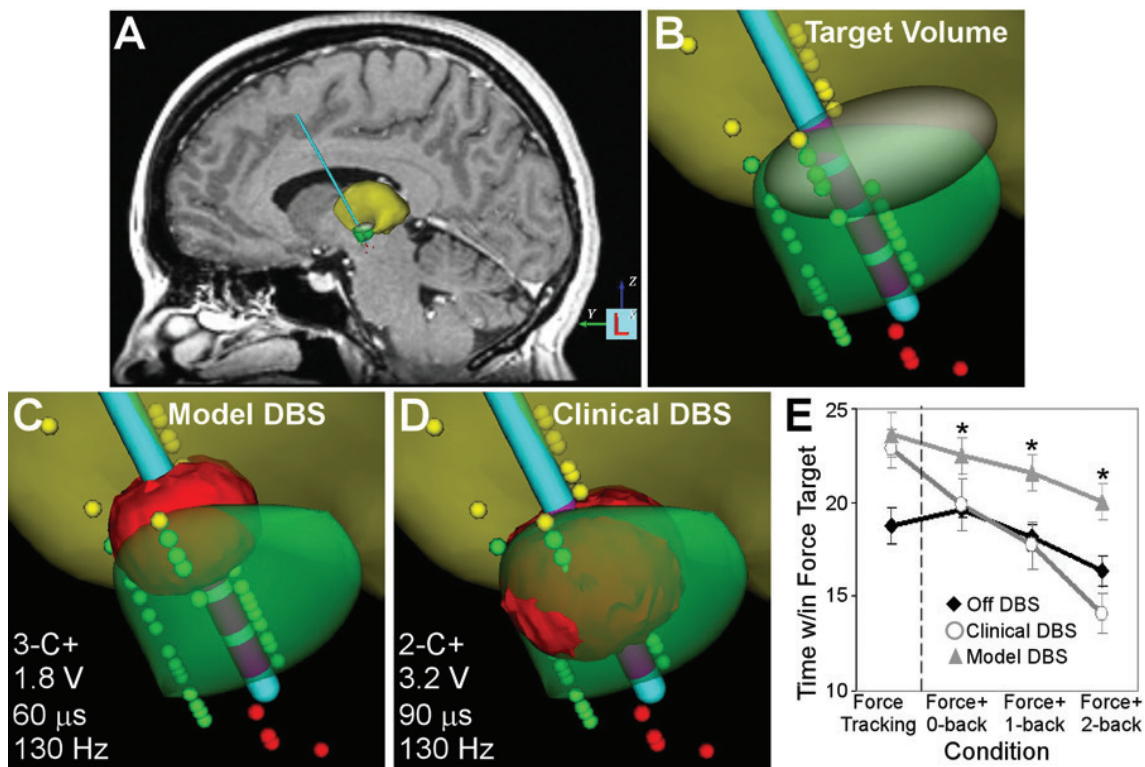 A
Z
Y
L
B
Target Volume
C
Model DBS
3-C+
1.8 V
60 μs
130 Hz
D
Clinical DBS
2-C+
3.2 V
90 μs
130 Hz
E
Time w/in Force Target
25
20
15
10
*
*
*
Off DBS
Clinical DBS
Model DBS
Force Tracking
Force+ 0-back
Force+ 1-back
Force+ 2-back
Condition